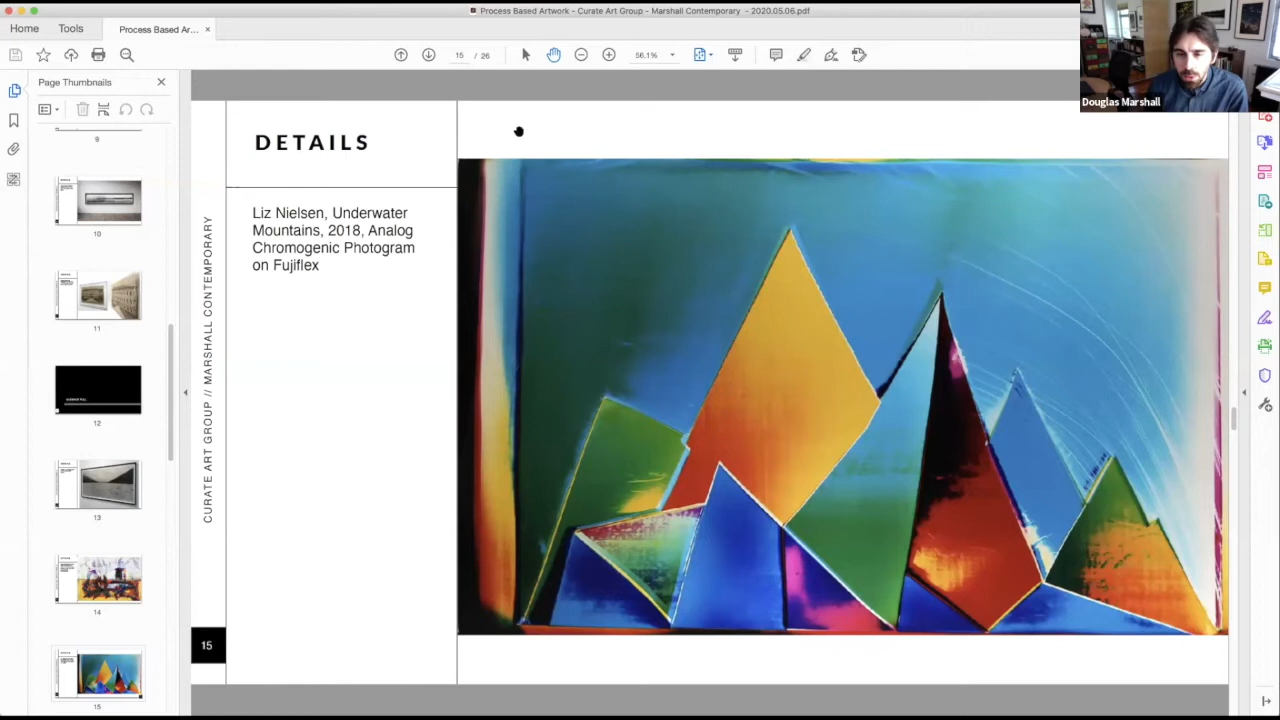 Process Based Artwork - Curate Art Group - Marshall Contemporary - 2020.05.06.pdf
Home
Tools
Process Based Ar...
15 / 26
56.1%
Douglas Marshall
Page Thumbnails
9
10
11
12
13
14
15
CURATE ART GROUP // MARSHALL CONTEMPORARY
15
DETAILS
Liz Nielsen, Underwater
Mountains, 2018, Analog
Chromogenic Photogram
on Fujiflex